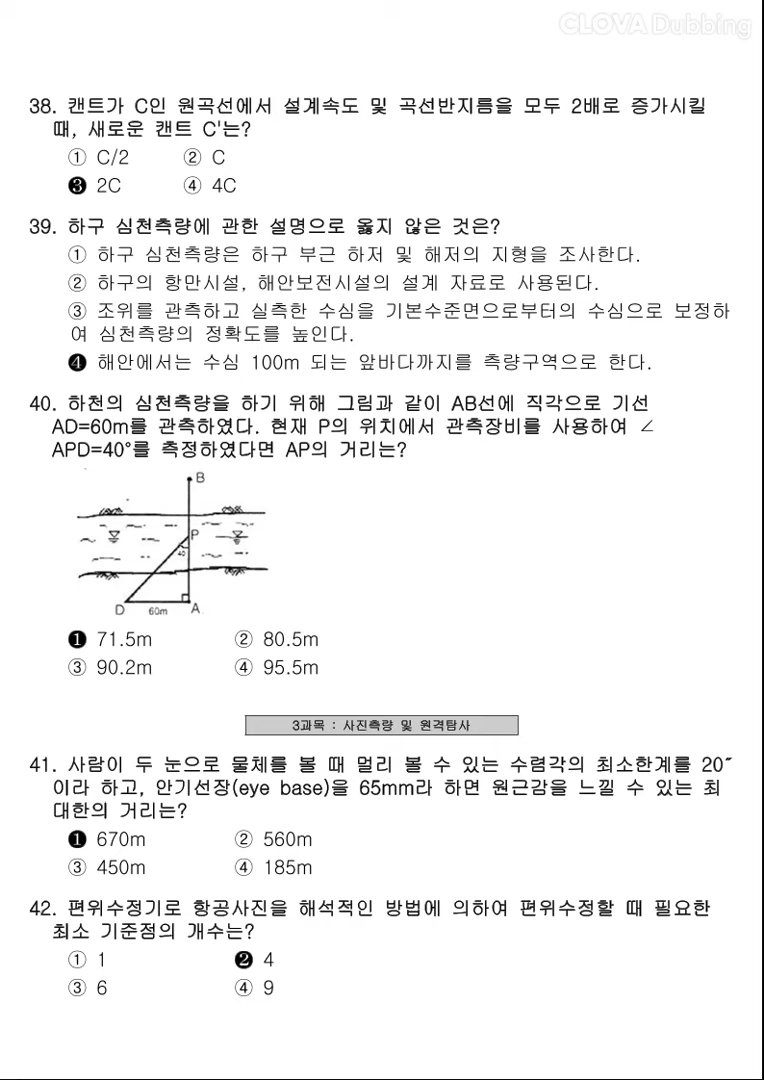 CLOVA Dubbing
38. 캔트가 C인 원곡선에서 설계속도 및 곡선반지름을 모두 2배로 증가시킬
때, 새로운 캔트 C'는?
① C/2 ② C
❸ 2C ④ 4C
39. 하구 심천측량에 관한 설명으로 옳지 않은 것은?
① 하구 심천측량은 하구 부근 하저 및 해저의 지형을 조사한다.
② 하구의 항만시설, 해안보전시설의 설계 자료로 사용된다.
③ 조위를 관측하고 실측한 수심을 기본수준면으로부터의 수심으로 보정하
여 심천측량의 정확도를 높인다.
❹ 해안에서는 수심 100m 되는 앞바다까지를 측량구역으로 한다.
40. 하천의 심천측량을 하기 위해 그림과 같이 AB선에 직각으로 기선
AD=60m를 관측하였다. 현재 P의 위치에서 관측장비를 사용하여 ∠
APD=40°를 측정하였다면 AP의 거리는?
B
P
40
D 60m A
❶ 71.5m ② 80.5m
③ 90.2m ④ 95.5m
3과목 : 사진측량 및 원격탐사
41. 사람이 두 눈으로 물체를 볼 때 멀리 볼 수 있는 수렴각의 최소한계를 20″
이라 하고, 안기선장(eye base)을 65mm라 하면 원근감을 느낄 수 있는 최
대한의 거리는?
❶ 670m ② 560m
③ 450m ④ 185m
42. 편위수정기로 항공사진을 해석적인 방법에 의하여 편위수정할 때 필요한
최소 기준점의 개수는?
① 1 ❷ 4
③ 6 ④ 9